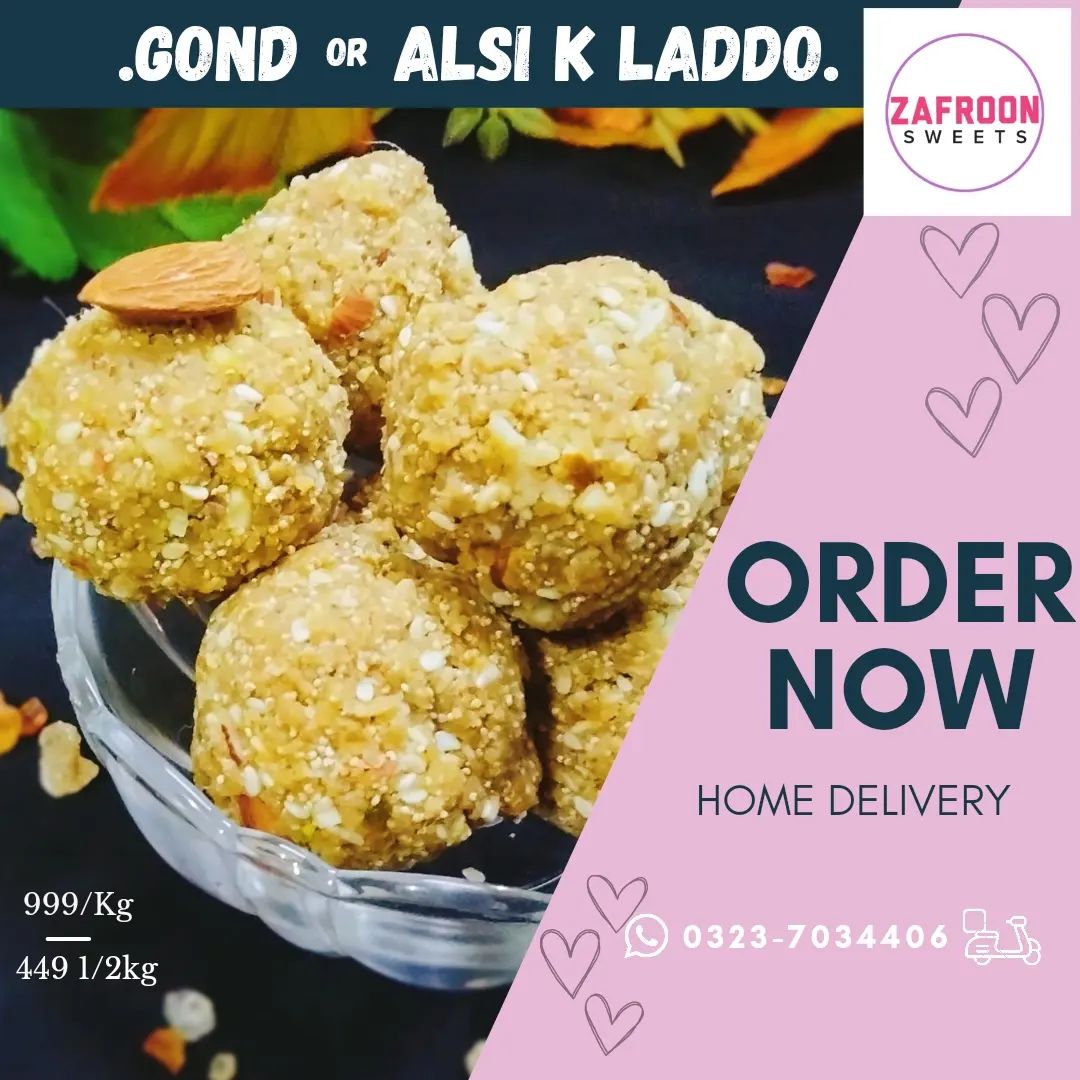 .GOND OR ALSI K LADDO.
ZAFROON
SWEETS
ORDER
NOW
HOME DELIVERY
0323-7034406
999/Kg
449 1/2kg